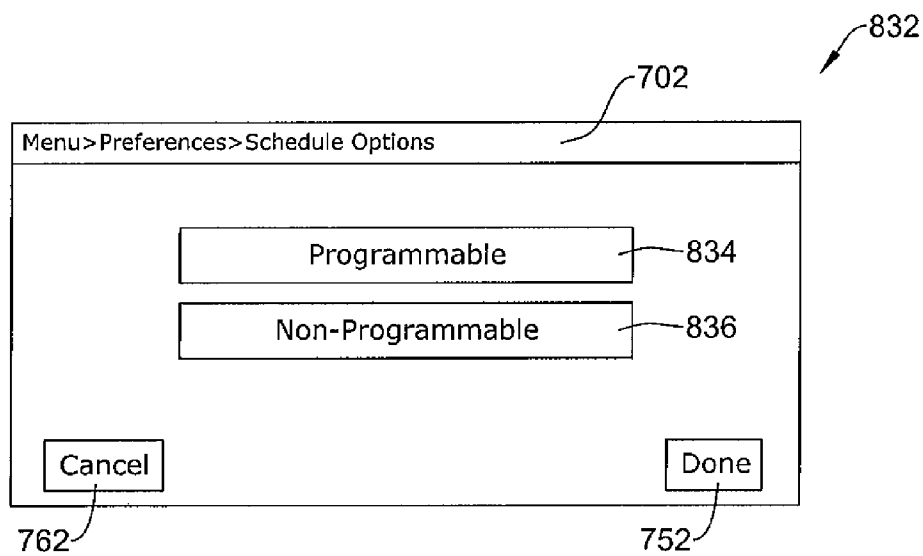 832
702
Menu>Preferences>Schedule Options
Programmable
834
Non-Programmable
836
Cancel
Done
762
752